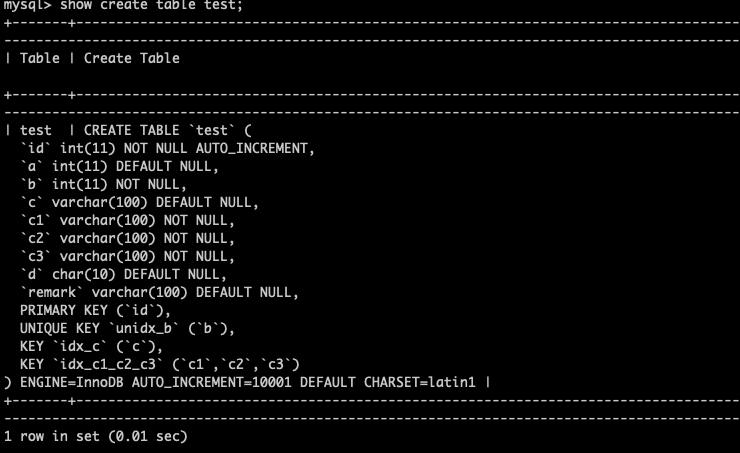 mysql> show create table test;
+-------+---------------------------------------------------------------------------------------
-----------------------------------------------------------------------------------------------
| Table | Create Table
+-------+---------------------------------------------------------------------------------------
-----------------------------------------------------------------------------------------------
| test  | CREATE TABLE `test` (
  `id` int(11) NOT NULL AUTO_INCREMENT,
  `a` int(11) DEFAULT NULL,
  `b` int(11) NOT NULL,
  `c` varchar(100) DEFAULT NULL,
  `c1` varchar(100) NOT NULL,
  `c2` varchar(100) NOT NULL,
  `c3` varchar(100) NOT NULL,
  `d` char(10) DEFAULT NULL,
  `remark` varchar(100) DEFAULT NULL,
  PRIMARY KEY (`id`),
  UNIQUE KEY `unidx_b` (`b`),
  KEY `idx_c` (`c`),
  KEY `idx_c1_c2_c3` (`c1`,`c2`,`c3`)
) ENGINE=InnoDB AUTO_INCREMENT=10001 DEFAULT CHARSET=latin1 |
+-------+---------------------------------------------------------------------------------------
-----------------------------------------------------------------------------------------------
1 row in set (0.01 sec)